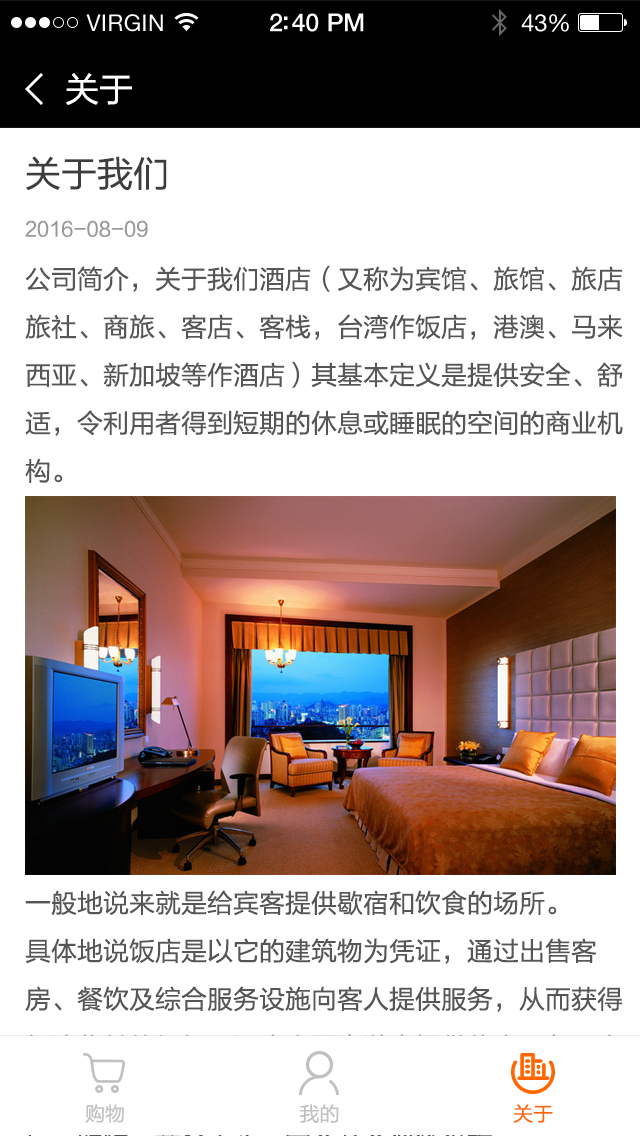 VIRGIN 2:40 PM 43%
关于
关于我们
2016-08-09
公司简介，关于我们酒店（又称为宾馆、旅馆、旅店
旅社、商旅、客店、客栈，台湾作饭店，港澳、马来
西亚、新加坡等作酒店）其基本定义是提供安全、舒
适，令利用者得到短期的休息或睡眠的空间的商业机
构。
一般地说来就是给宾客提供歇宿和饮食的场所。
具体地说饭店是以它的建筑物为凭证，通过出售客
房、餐饮及综合服务设施向客人提供服务，从而获得
购物 我的 关于